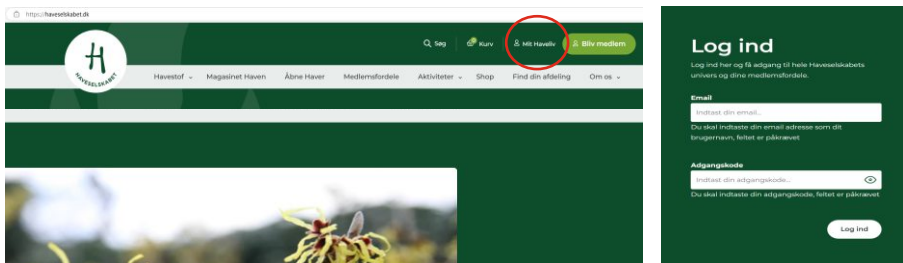 https://haveselskabet.dk
H
HAVESELSKABET
Søg
Kurv
Mit Haveliv
Bliv medlem
Havestof
Magasinet Haven
Åbne Haver
Medlemsfordele
Aktiviteter
Shop
Find din afdeling
Om os
Log ind
Log ind her og få adgang til hele Haveselskabets
univers og dine medlemsfordele.
Email
Indtast din email...
Du skal indtaste din email adresse som dit
brugernavn, feltet er påkrævet
Adgangskode
Indtast din adgangskode...
Du skal indtaste din adgangskode, feltet er påkrævet
Log ind